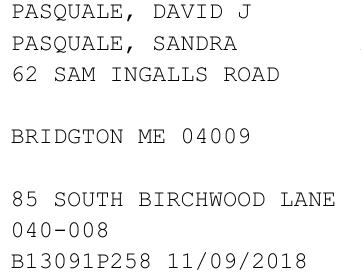 PASQUALE, DAVID J
PASQUALE, SANDRA
62 SAM INGALLS ROAD
BRIDGTON ME 04009
85 SOUTH BIRCHWOOD LANE
040-008
B13091P258 11/09/2018